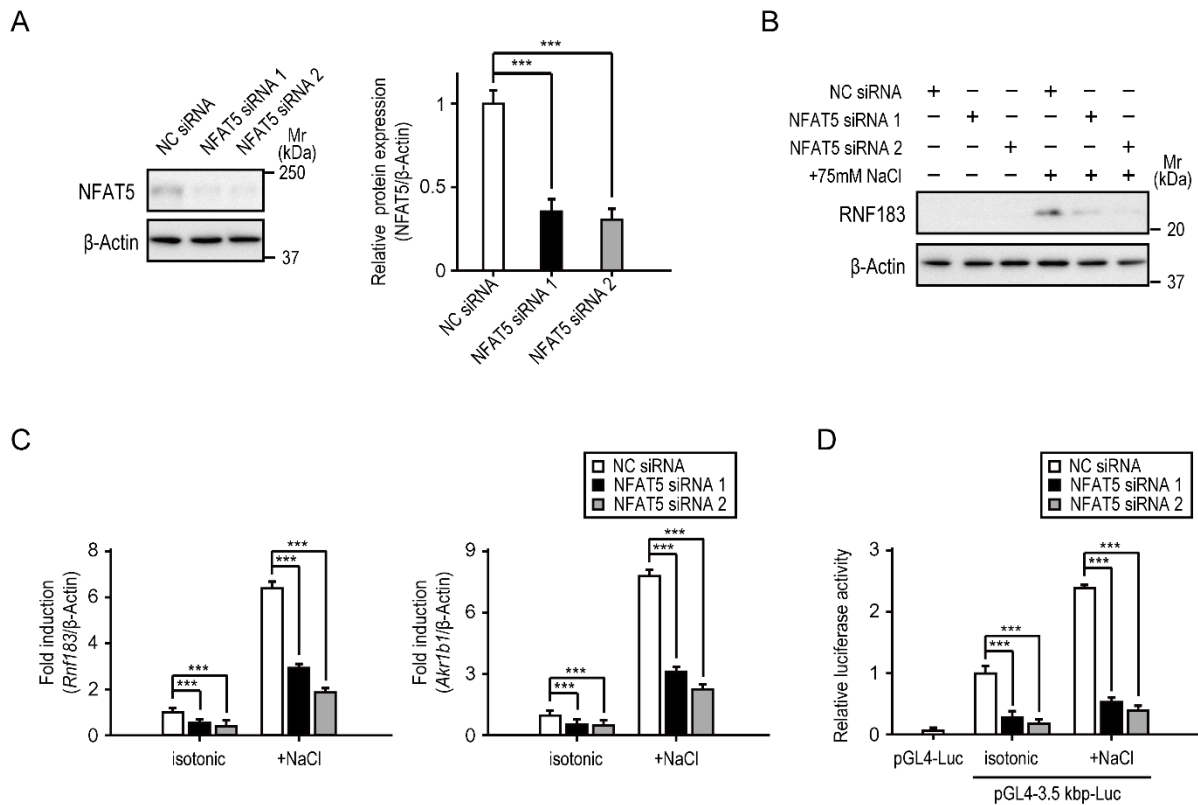 A
NC siRNA
NFAT5 siRNA 1
NFAT5 siRNA 2
Mr
(kDa)
NFAT5
250
β-Actin
37
Relative protein expression
(NFAT5/β-Actin)
1
0.5
0
***
***
NC siRNA
NFAT5 siRNA 1
NFAT5 siRNA 2
B
NC siRNA + – – + – –
NFAT5 siRNA 1 – + – – + –
NFAT5 siRNA 2 – – + – – +
+75mM NaCl – – – + + +
Mr
(kDa)
RNF183
20
β-Actin
37
C
NC siRNA
NFAT5 siRNA 1
NFAT5 siRNA 2
Fold induction
(Rnf183/β-Actin)
8
6
4
2
0
***
***
***
***
isotonic
+NaCl
Fold induction
(Akr1b1/β-Actin)
9
6
3
0
***
***
***
***
isotonic
+NaCl
D
NC siRNA
NFAT5 siRNA 1
NFAT5 siRNA 2
Relative luciferase activity
3
2
1
0
***
***
***
***
pGL4-Luc
isotonic
+NaCl
pGL4-3.5 kbp-Luc